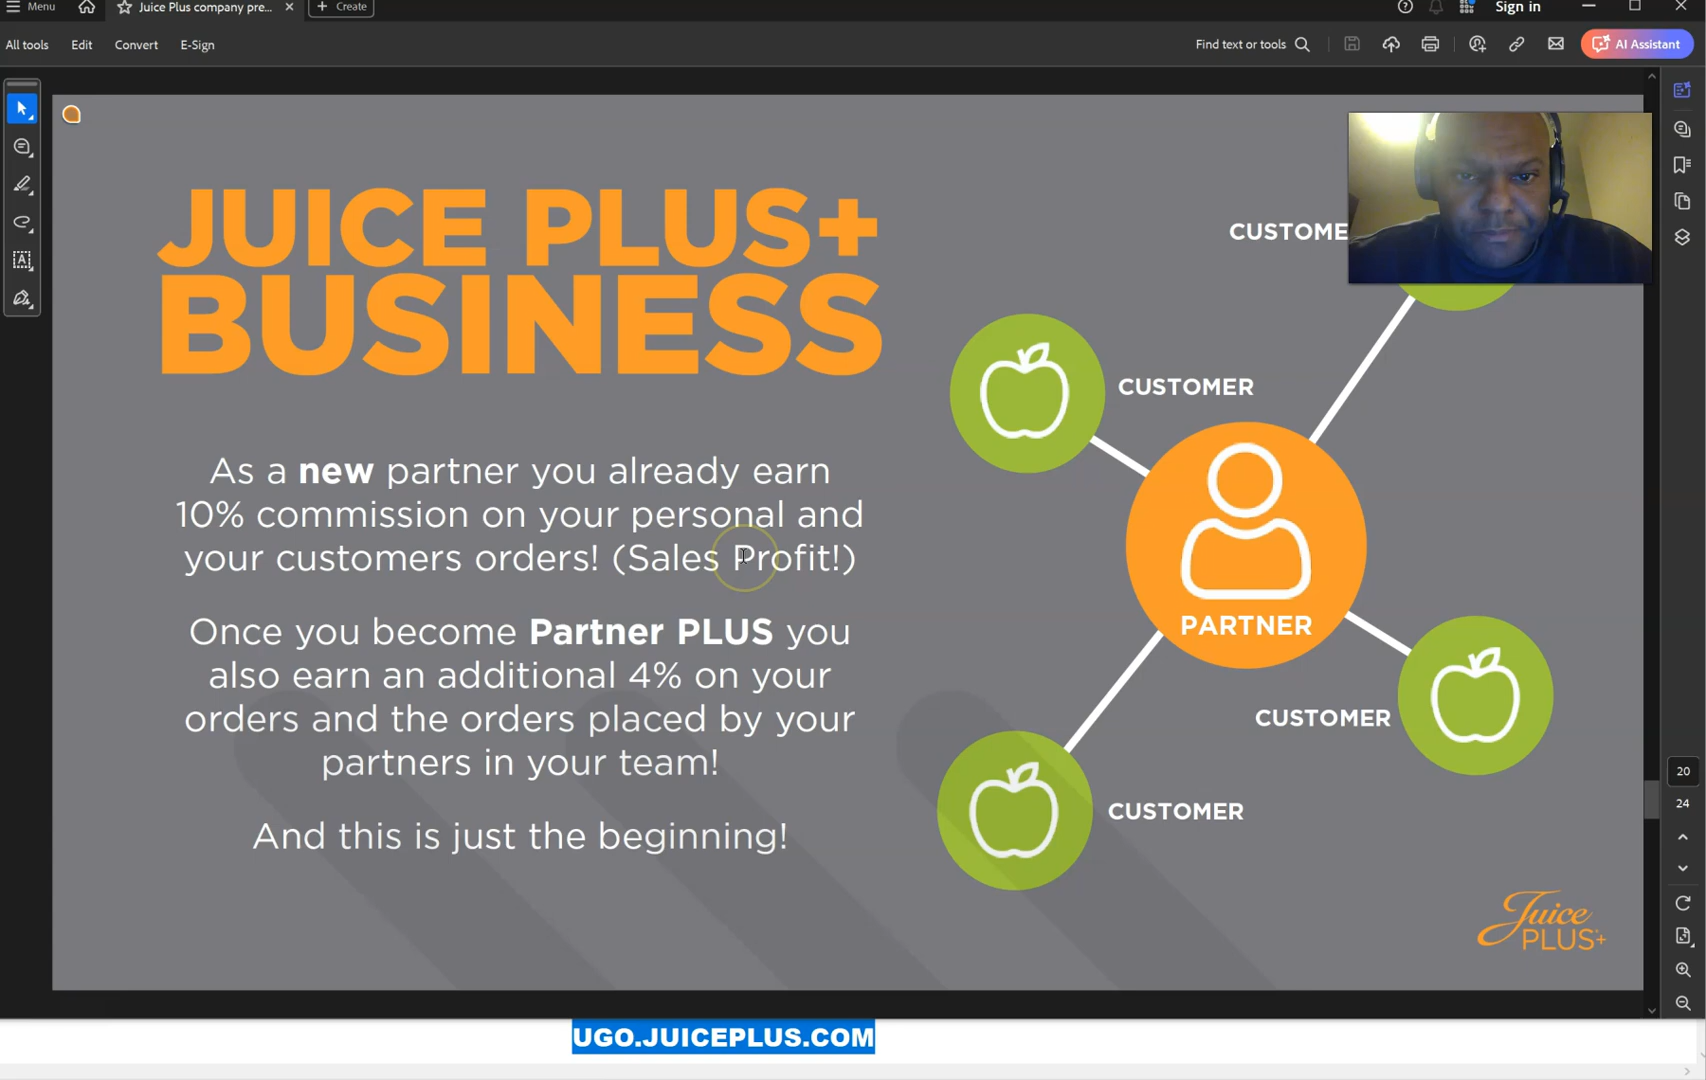 Menu
Juice Plus company pre...
Create
Sign in
All tools
Edit
Convert
E-Sign
Find text or tools
AI Assistant
JUICE PLUS+
BUSINESS
As a new partner you already earn
10% commission on your personal and
your customers orders! (Sales Profit!)
Once you become Partner PLUS you
also earn an additional 4% on your
orders and the orders placed by your
partners in your team!
And this is just the beginning!
CUSTOME
CUSTOMER
PARTNER
CUSTOMER
CUSTOMER
Juice
PLUS+
20
24
UGO.JUICEPLUS.COM